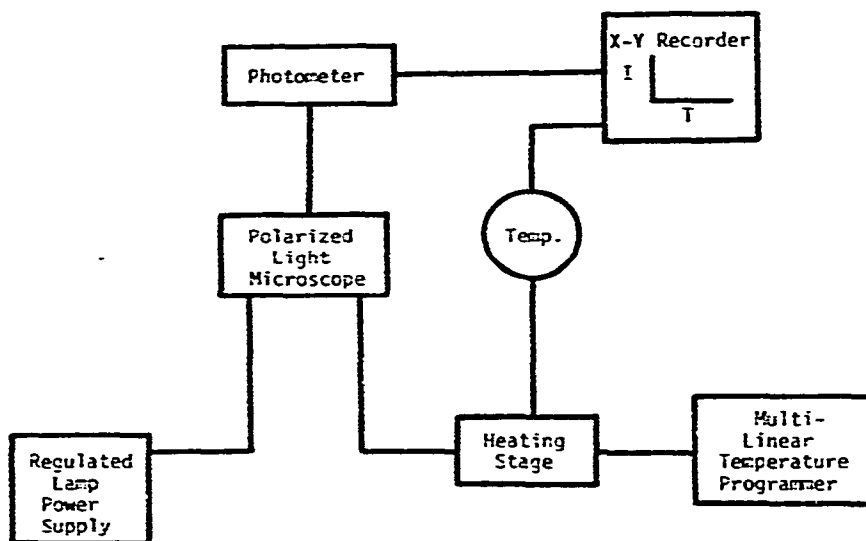 X-Y Recorder
I
T
Photometer
Polarized
Light
Microscope
Temp.
Heating
Stage
Multi-
Linear
Temperature
Programmer
Regulated
Lamp
Power
Supply